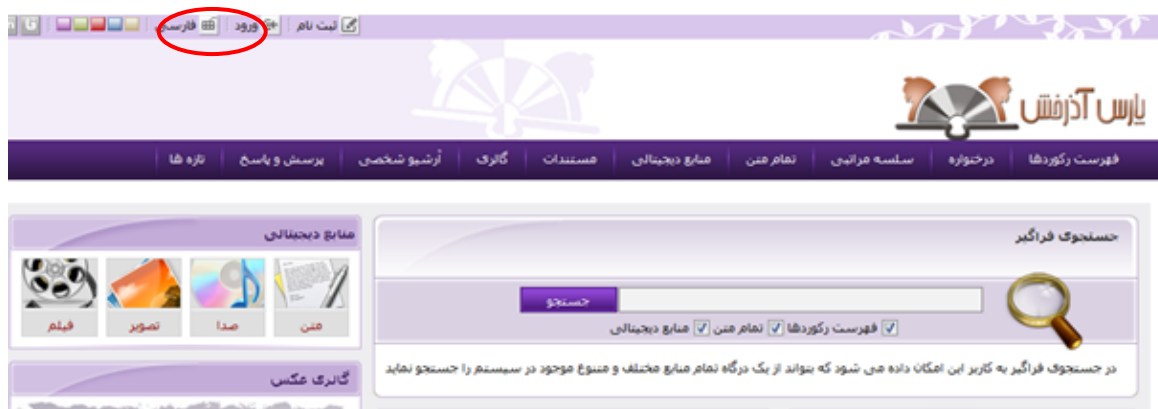 ثبت نام ورود فارسی
پارس آذرخش
فهرست رکوردها درختواره سلسه مراتبی تمام متن منابع دیجیتالی مستندات گالری آرشیو شخصی پرسش و پاسخ تازه ها
جستجوی فراگیر
جستجو
فهرست رکوردها تمام متن منابع دیجیتالی
در جستجوی فراگیر به کاربر این امکان داده می شود که بتواند از یک درگاه تمام منابع مختلف و متنوع موجود در سیستم را جستجو نماید
منابع دیجیتالی
متن صدا تصویر فیلم
گالری عکس